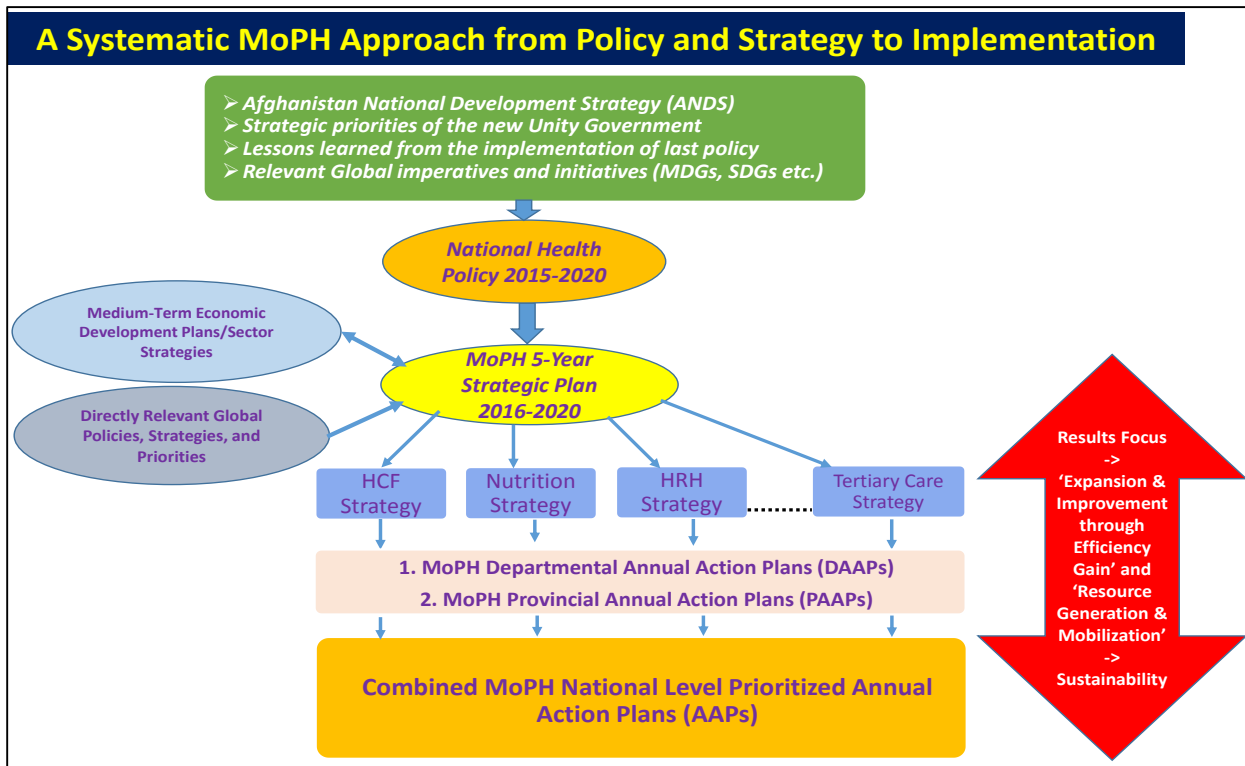 A Systematic MoPH Approach from Policy and Strategy to Implementation
➢ Afghanistan National Development Strategy (ANDS)
➢ Strategic priorities of the new Unity Government
➢ Lessons learned from the implementation of last policy
➢ Relevant Global imperatives and initiatives (MDGs, SDGs etc.)
National Health
Policy 2015-2020
Medium-Term Economic
Development Plans/Sector
Strategies
MoPH 5-Year
Strategic Plan
2016-2020
Directly Relevant Global
Policies, Strategies, and
Priorities
HCF
Strategy
Nutrition
Strategy
HRH
Strategy
Tertiary Care
Strategy
1. MoPH Departmental Annual Action Plans (DAAPs)
2. MoPH Provincial Annual Action Plans (PAAPs)
Combined MoPH National Level Prioritized Annual
Action Plans (AAPs)
Results Focus
->
‘Expansion &
Improvement
through
Efficiency
Gain’ and
‘Resource
Generation &
Mobilization’
->
Sustainability